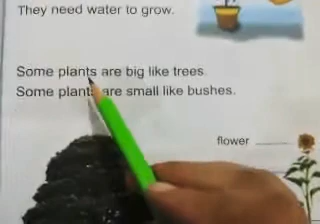 They need water to grow.
Some plants are big like trees.
Some plants are small like bushes.
flower